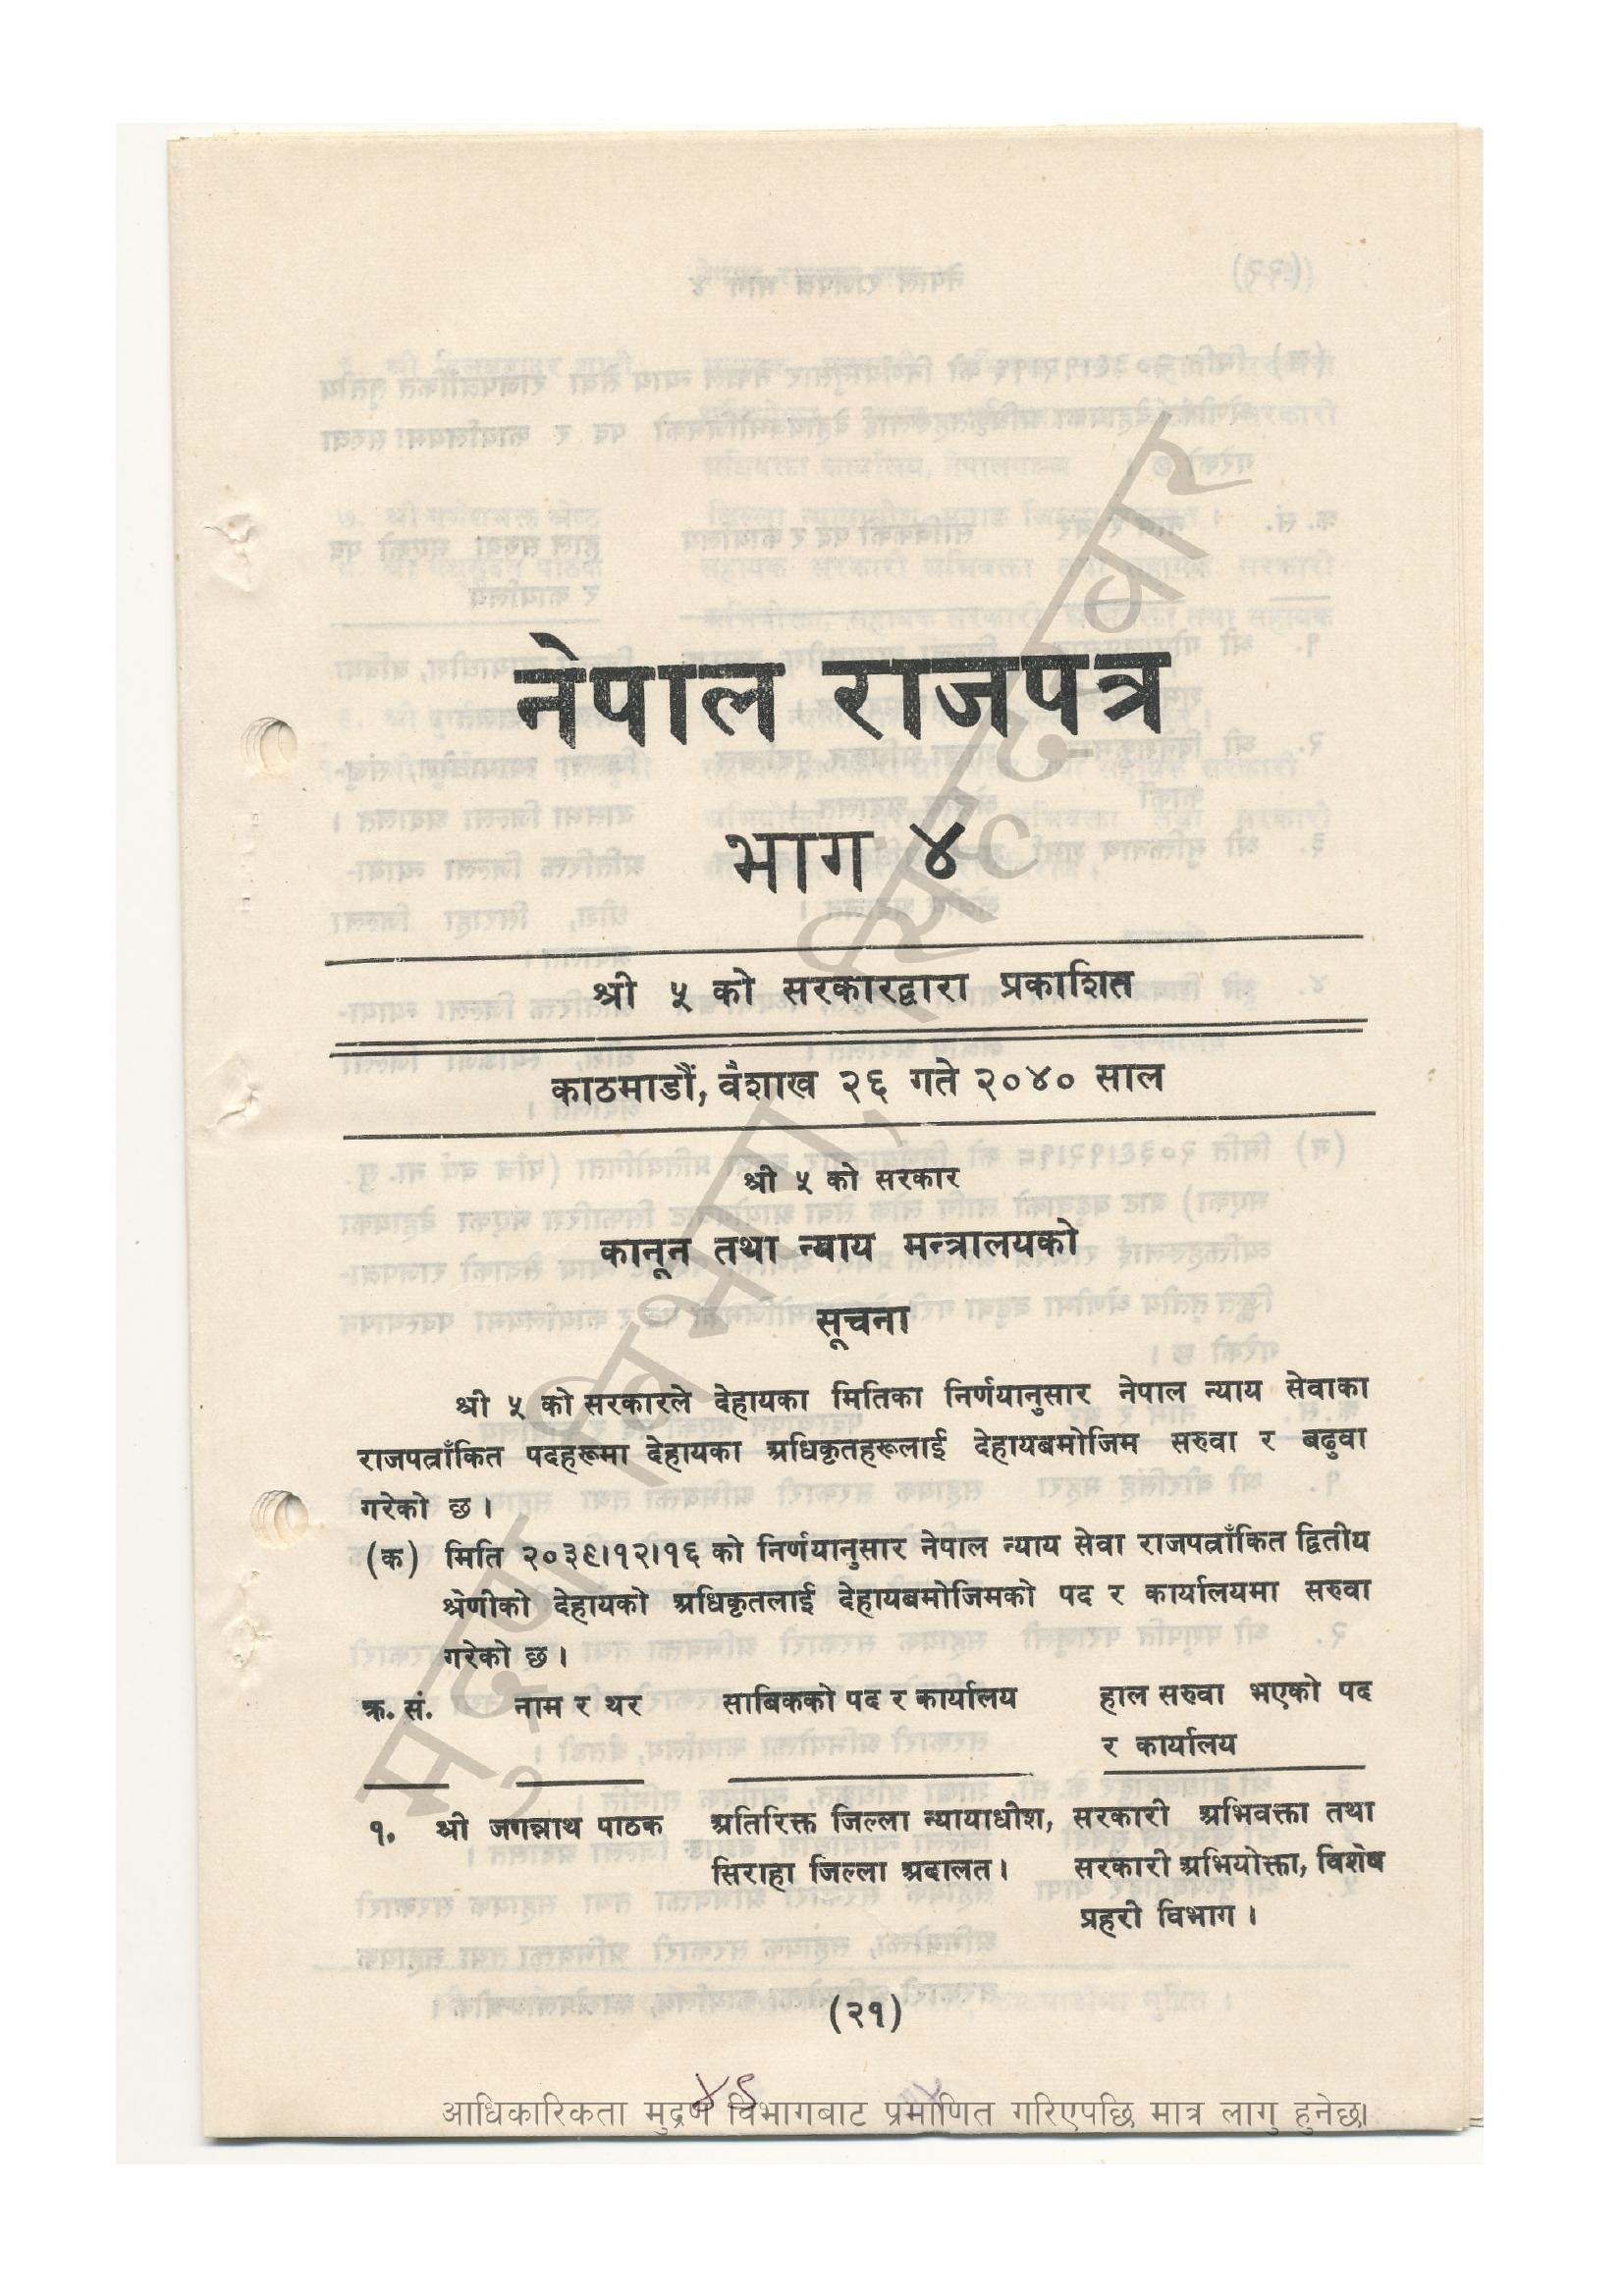 नेपाल राजपत्र
भाग ४
श्री ५ को सरकारद्वारा प्रकाशित
काठमाडौं, वैशाख २६ गते २०४० साल
श्री ५ को सरकार
कानून तथा न्याय मन्त्रालयको
सूचना
श्री ५ को सरकारले देहायका मितिका निर्णयानुसार नेपाल न्याय सेवाका
राजपत्राँकित पदहरूमा देहायका अधिकृतहरूलाई देहायबमोजिम सरुवा र बढुवा
गरेको छ ।
(क) मिति २०३९।१२।१६ को निर्णयानुसार नेपाल न्याय सेवा राजपत्राँकित द्वितीय
श्रेणीको देहायको अधिकृतलाई देहायबमोजिमको पद र कार्यालयमा सरुवा
गरेको छ ।
क्र. सं. नाम र थर साबिकको पद र कार्यालय हाल सरुवा भएको पद
र कार्यालय
१. श्री जगन्नाथ पाठक अतिरिक्त जिल्ला न्यायाधीश, सरकारी अभिवक्ता तथा
सिराहा जिल्ला अदालत । सरकारी अभियोक्ता, विशेष
प्रहरी विभाग ।
(२१)
४९
आधिकारिकता मुद्रण विभागबाट प्रमाणित गरिएपछि मात्र लागु हुनेछ।
मुद्रण विभाग, सिंहदरबार